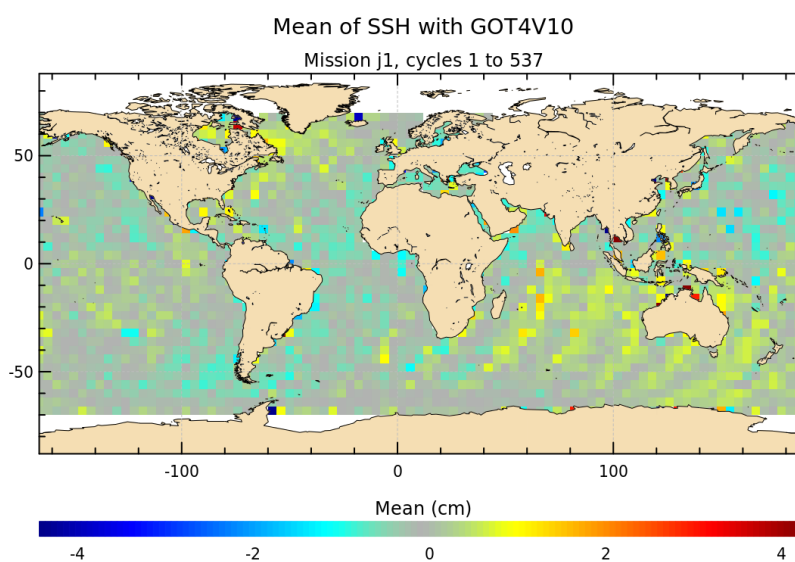 Mean of SSH with GOT4V10
Mission j1, cycles 1 to 537
50
0
-50
-100 0 100
Mean (cm)
-4 -2 0 2 4